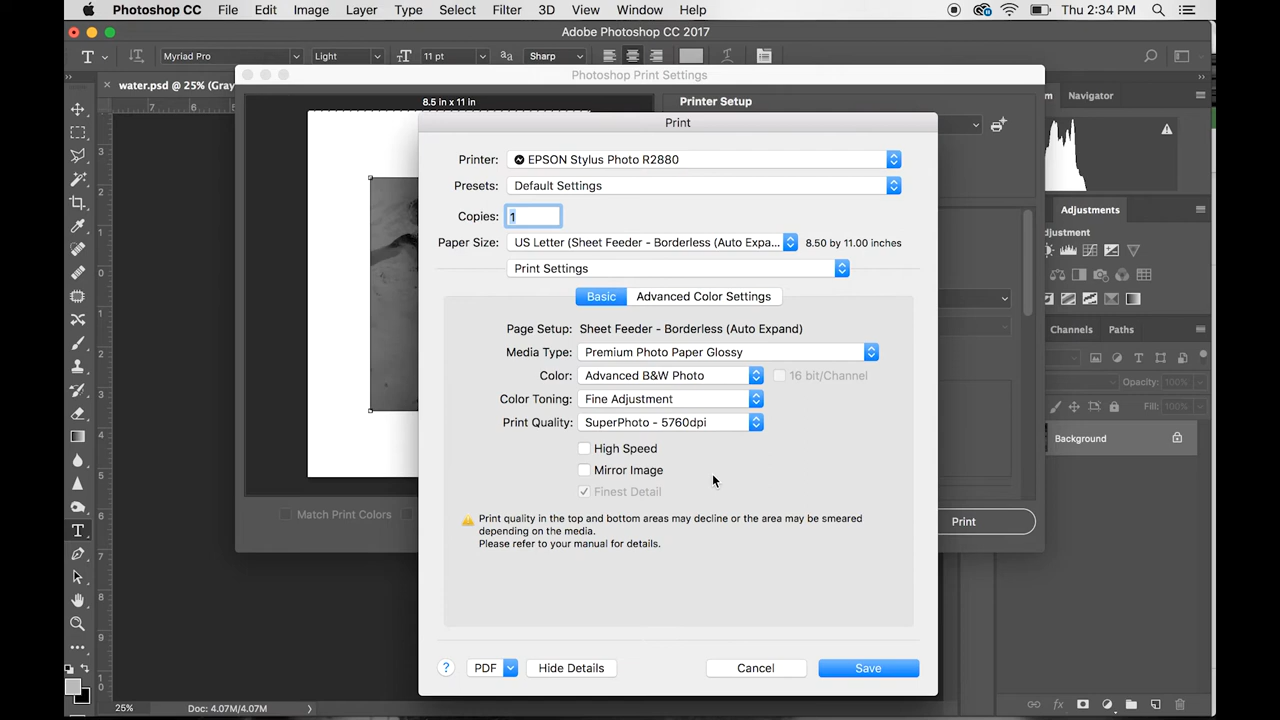 Photoshop CC File Edit Image Layer Type Select Filter 3D View Window Help Thu 2:34 PM
Adobe Photoshop CC 2017
T Myriad Pro Light 11 pt aa Sharp
water.psd @ 25% (Gray
Photoshop Print Settings
8.5 in x 11 in
Printer Setup
Navigator
Print
Printer: EPSON Stylus Photo R2880
Presets: Default Settings
Copies: 1
Paper Size: US Letter (Sheet Feeder - Borderless (Auto Expa... 8.50 by 11.00 inches
Print Settings
Adjustments
Basic Advanced Color Settings
Page Setup: Sheet Feeder - Borderless (Auto Expand)
Channels Paths
Media Type: Premium Photo Paper Glossy
Color: Advanced B&W Photo 16 bit/Channel
Opacity: 100%
Color Toning: Fine Adjustment
Fill: 100%
Print Quality: SuperPhoto - 5760dpi
Background
High Speed
Mirror Image
Finest Detail
Match Print Colors
Print quality in the top and bottom areas may decline or the area may be smeared
depending on the media.
Please refer to your manual for details.
Print
? PDF Hide Details Cancel Save
25% Doc: 4.07M/4.07M